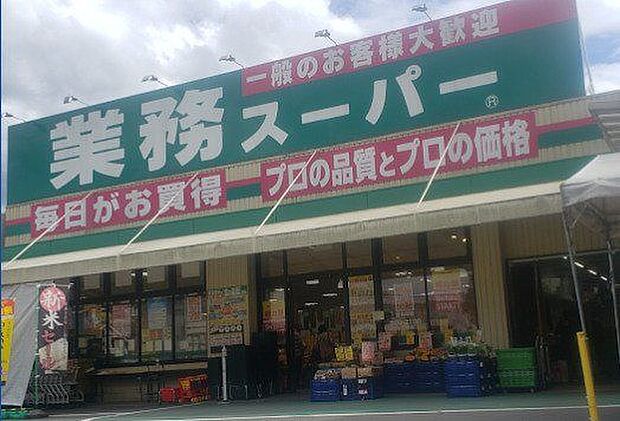 一般のお客様大歓迎
業務スーパー®
毎日がお買得
プロの品質とプロの価格
新米